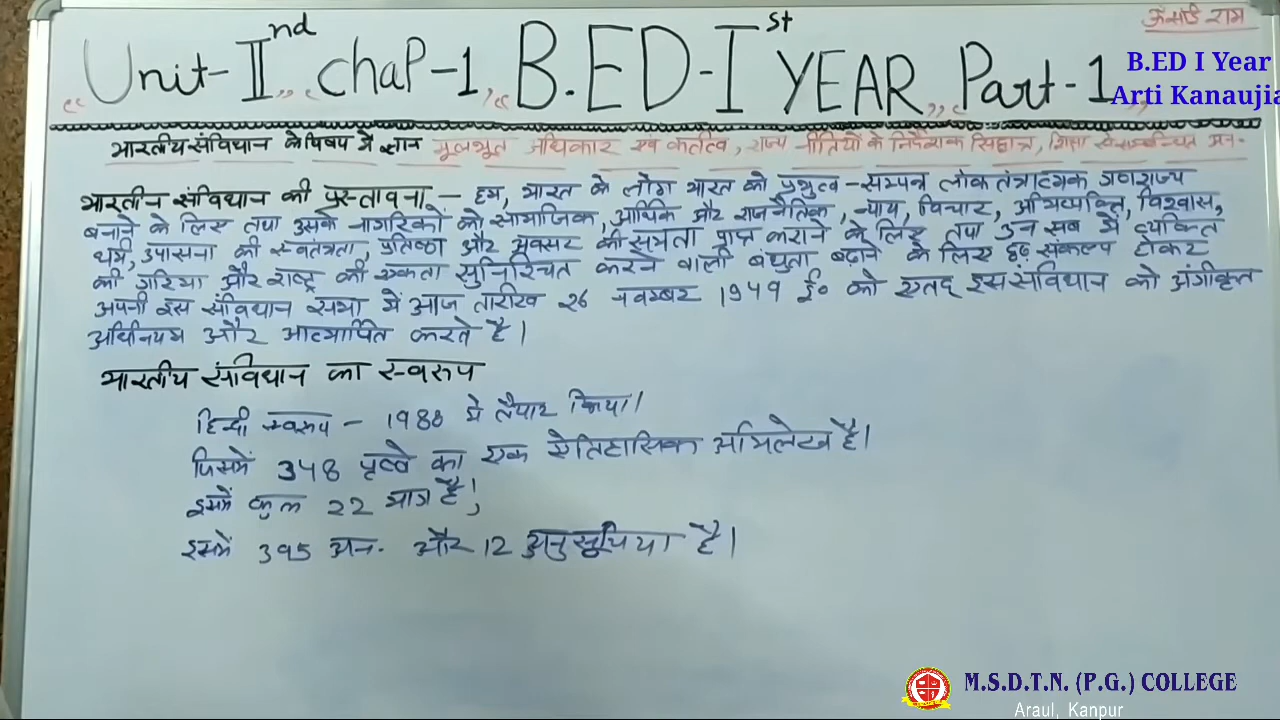 राम
Unit-IInd, Chap-1, B.ED-Ist YEAR, Part-1
B.ED I Year
Arti Kanaujia
भारतीय संविधान के विषय में ज्ञान मूलभूत अधिकार एवं कर्तव्य, राज्य नीतियों के निर्देशक सिद्धान्त, शिक्षा से सम्बन्धित अनु.
भारतीय संविधान की प्रस्तावना - हम, भारत के लोग भारत को प्रभुत्व-सम्पन्न लोकतंत्रात्मक गणराज्य
बनाने के लिए तथा उसके नागरिकों को सामाजिक, आर्थिक और राजनैतिक, न्याय, विचार, अभिव्यक्ति, विश्वास,
धर्म, उपासना की स्वतंत्रता, प्रतिष्ठा और अवसर की समता प्राप्त कराने के लिए तथा उन सब में व्यक्ति
की गरिमा और राष्ट्र की एकता सुनिश्चित करने वाली बंधुता बढ़ाने के लिए दृढ़ संकल्प होकर
अपनी इस संविधान सभा में आज तारीख 26 नवम्बर 1949 ई० को एतद् इस संविधान को अंगीकृत
अधिनियम और आत्मार्पित करते है।
भारतीय संविधान का स्वरूप
हिन्दी स्वरूप - 1988 मे तैयार किया।
जिसमें 348 पृष्ठो का एक ऐतिहासिक अभिलेख है।
इसमें कुल 22 भाग है।
इसमें 395 अनु. और 12 अनुसूचिया है।
M.S.D.T.N. (P.G.) COLLEGE
Araul, Kanpur